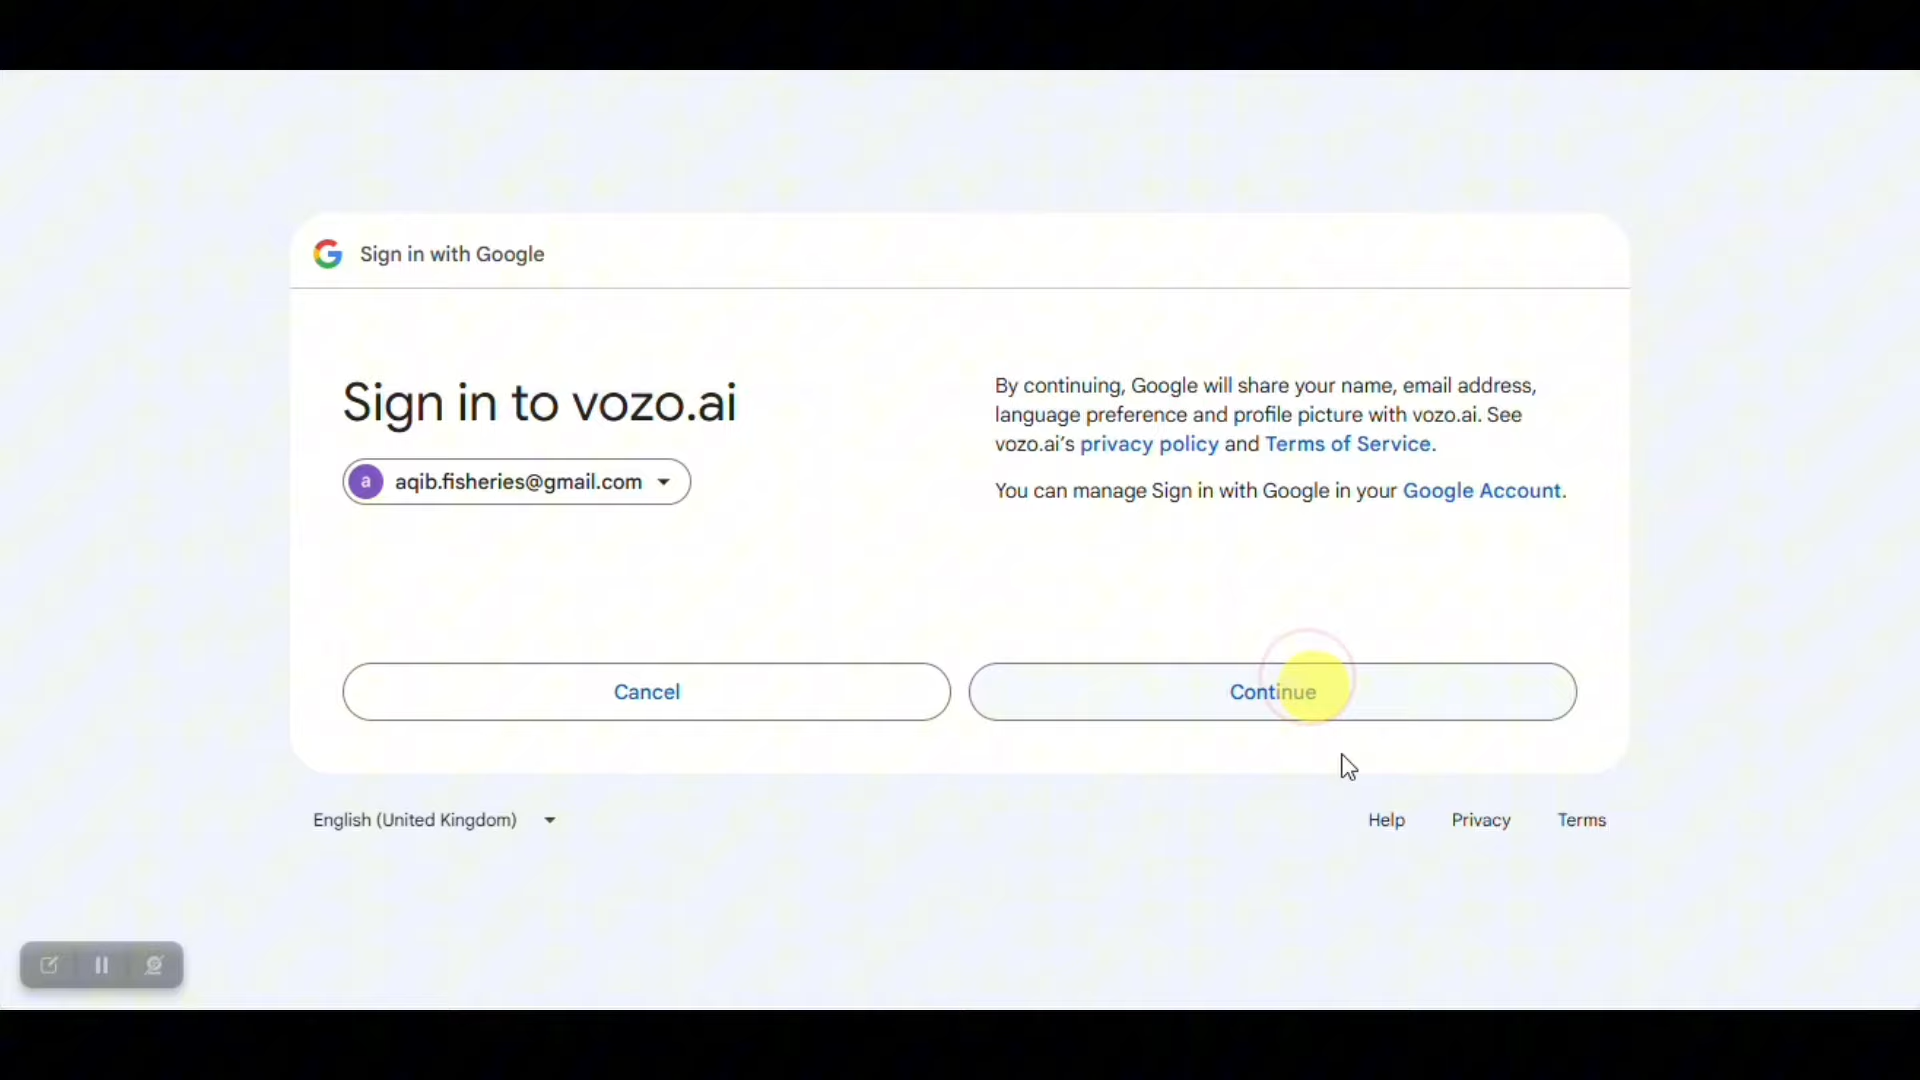 Sign in with Google
Sign in to vozo.ai
a aqib.fisheries@gmail.com
By continuing, Google will share your name, email address,
language preference and profile picture with vozo.ai. See
vozo.ai's privacy policy and Terms of Service.
You can manage Sign in with Google in your Google Account.
Cancel
Continue
English (United Kingdom)
Help
Privacy
Terms